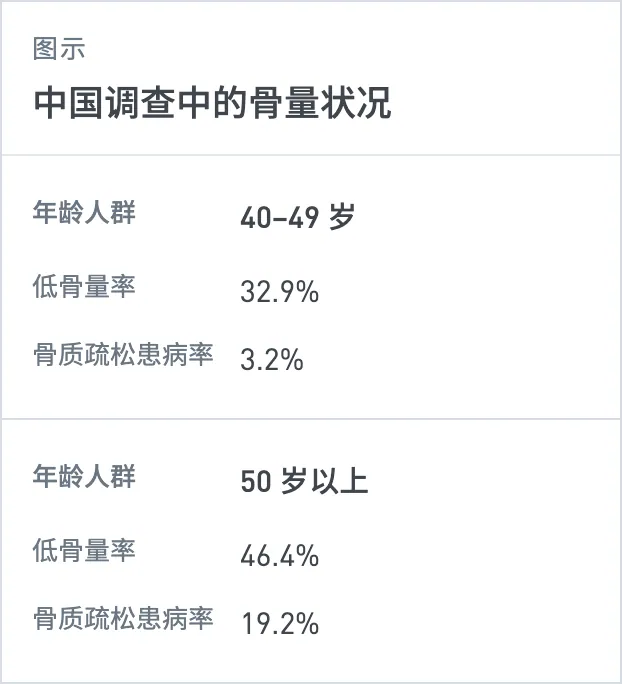 图示
中国调查中的骨量状况
年龄人群 40–49 岁
低骨量率 32.9%
骨质疏松患病率 3.2%
年龄人群 50 岁以上
低骨量率 46.4%
骨质疏松患病率 19.2%